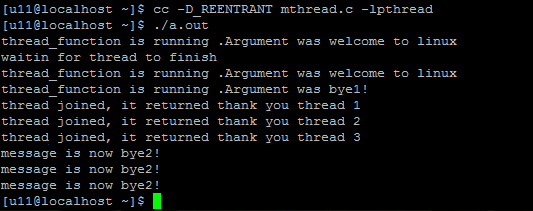 [u11@localhost ~]$ cc -D_REENTRANT mthread.c -lpthread
[u11@localhost ~]$ ./a.out
thread_function is running .Argument was welcome to linux
waitin for thread to finish
thread_function is running .Argument was welcome to linux
thread_function is running .Argument was bye1!
thread joined, it returned thank you thread 1
thread joined, it returned thank you thread 2
thread joined, it returned thank you thread 3
message is now bye2!
message is now bye2!
message is now bye2!
[u11@localhost ~]$